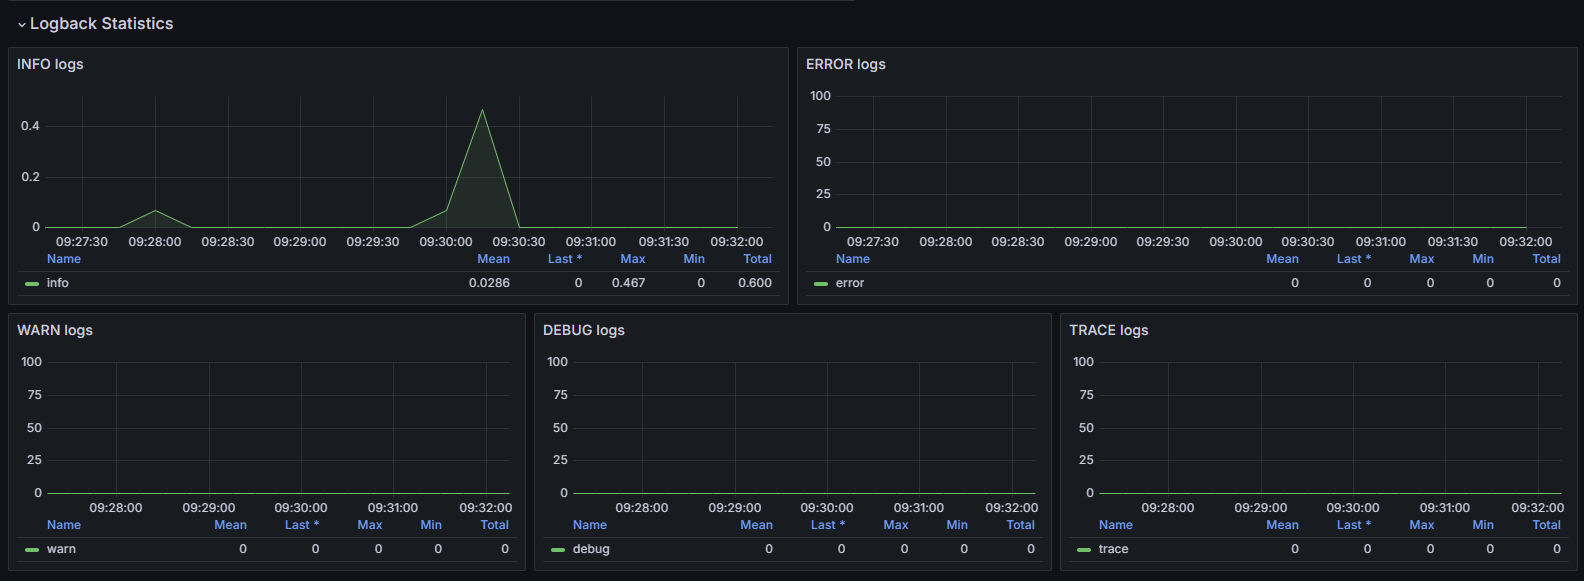 Logback Statistics
INFO logs
0.4
0.2
0
09:27:30 09:28:00 09:28:30 09:29:00 09:29:30 09:30:00 09:30:30 09:31:00 09:31:30 09:32:00
Name Mean Last * Max Min Total
info 0.0286 0 0.467 0 0.600
ERROR logs
100
75
50
25
0
09:27:30 09:28:00 09:28:30 09:29:00 09:29:30 09:30:00 09:30:30 09:31:00 09:31:30 09:32:00
Name Mean Last * Max Min Total
error 0 0 0 0 0
WARN logs
100
75
50
25
0
09:28:00 09:29:00 09:30:00 09:31:00 09:32:00
Name Mean Last * Max Min Total
warn 0 0 0 0 0
DEBUG logs
100
75
50
25
0
09:28:00 09:29:00 09:30:00 09:31:00 09:32:00
Name Mean Last * Max Min Total
debug 0 0 0 0 0
TRACE logs
100
75
50
25
0
09:28:00 09:29:00 09:30:00 09:31:00 09:32:00
Name Mean Last * Max Min Total
trace 0 0 0 0 0